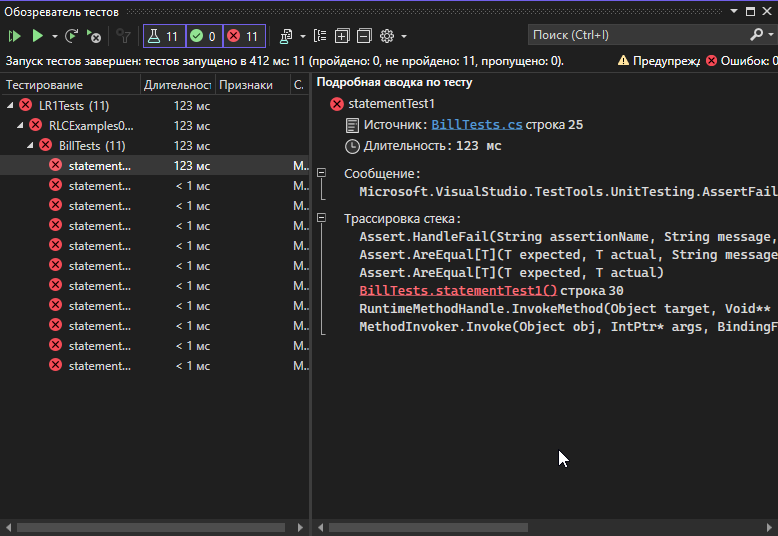 Обозреватель тестов
11 0 11
Поиск (Ctrl+I)
Запуск тестов завершен: тестов запущено в 412 мс: 11 (пройдено: 0, не пройдено: 11, пропущено: 0).
Предупрежд
Ошибок: 0
Тестирование Длительност Признаки С.
LR1Tests (11) 123 мс
RLCExamples0... 123 мс
BillTests (11) 123 мс
statement... 123 мс M..
statement... < 1 мс M..
statement... < 1 мс M..
statement... < 1 мс M..
statement... < 1 мс M..
statement... < 1 мс M..
statement... < 1 мс M..
statement... < 1 мс M..
statement... < 1 мс M..
statement... < 1 мс M..
statement... < 1 мс M..
Подробная сводка по тесту
statementTest1
Источник: BillTests.cs строка 25
Длительность: 123 мс
Сообщение:
Microsoft.VisualStudio.TestTools.UnitTesting.AssertFail
Трассировка стека:
Assert.HandleFail(String assertionName, String message,
Assert.AreEqual[T](T expected, T actual, String message
Assert.AreEqual[T](T expected, T actual)
BillTests.statementTest1() строка 30
RuntimeMethodHandle.InvokeMethod(Object target, Void**
MethodInvoker.Invoke(Object obj, IntPtr* args, BindingF